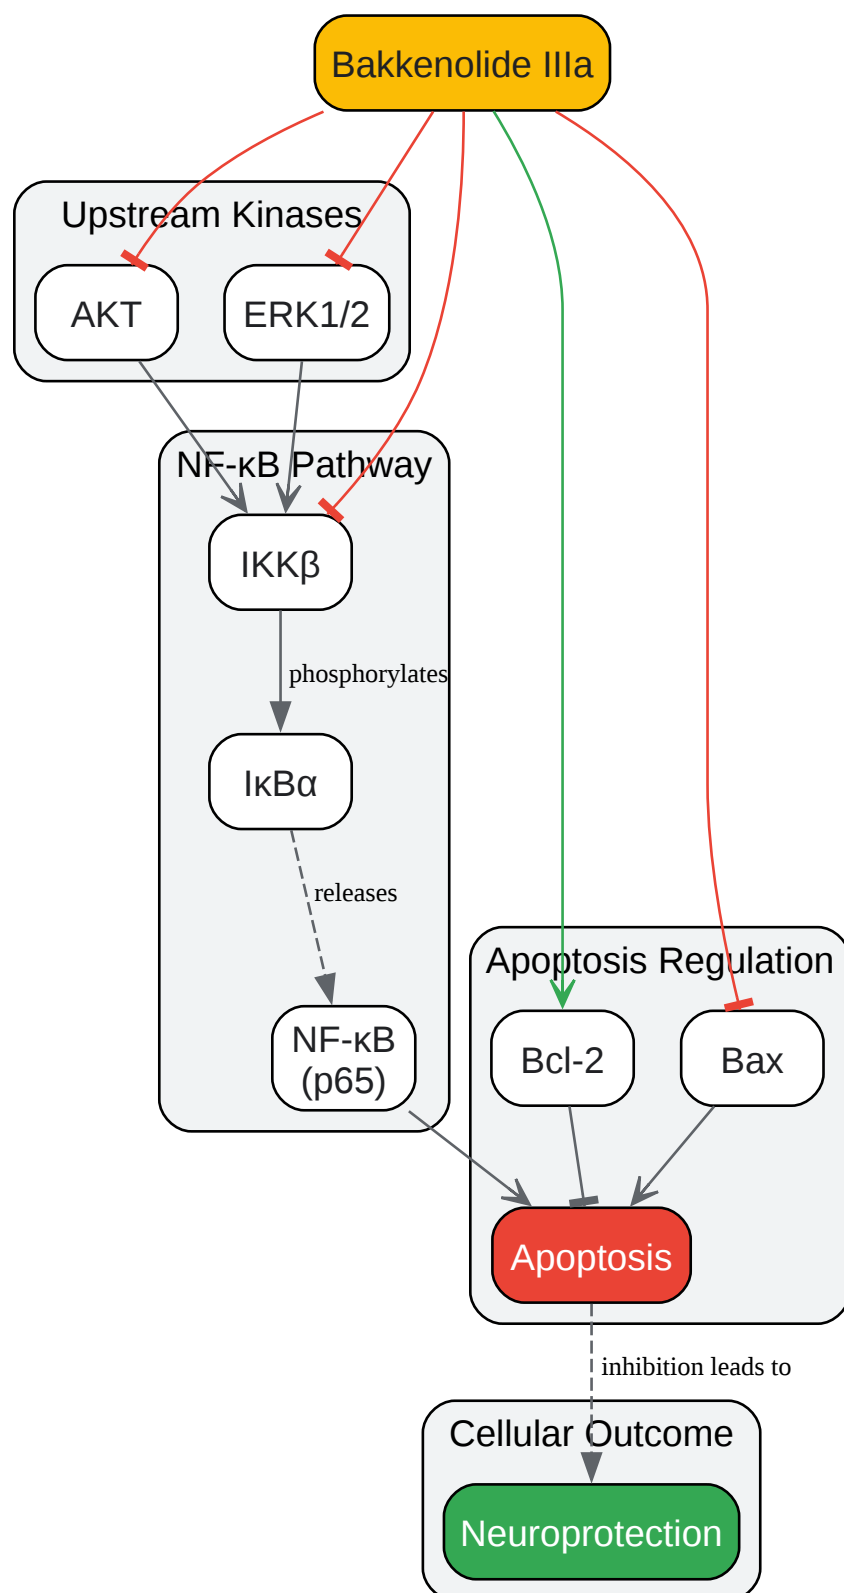 Bakkenolide IIIa
Upstream Kinases
AKT
ERK1/2
NF-κB Pathway
IKKβ
phosphorylates
IκBα
releases
NF-κB
(p65)
Apoptosis Regulation
Bcl-2
Bax
Apoptosis
inhibition leads to
Cellular Outcome
Neuroprotection